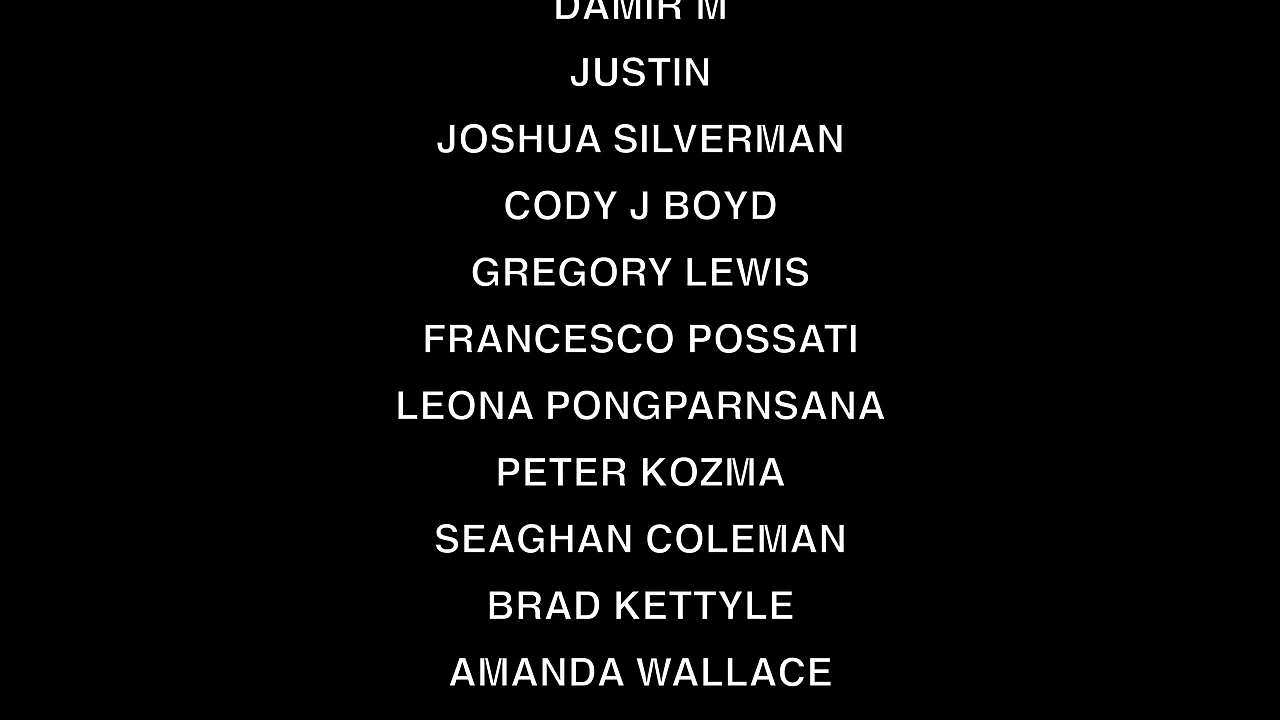 DAMIR M
JUSTIN
JOSHUA SILVERMAN
CODY J BOYD
GREGORY LEWIS
FRANCESCO POSSATI
LEONA PONGPARNSANA
PETER KOZMA
SEAGHAN COLEMAN
BRAD KETTYLE
AMANDA WALLACE